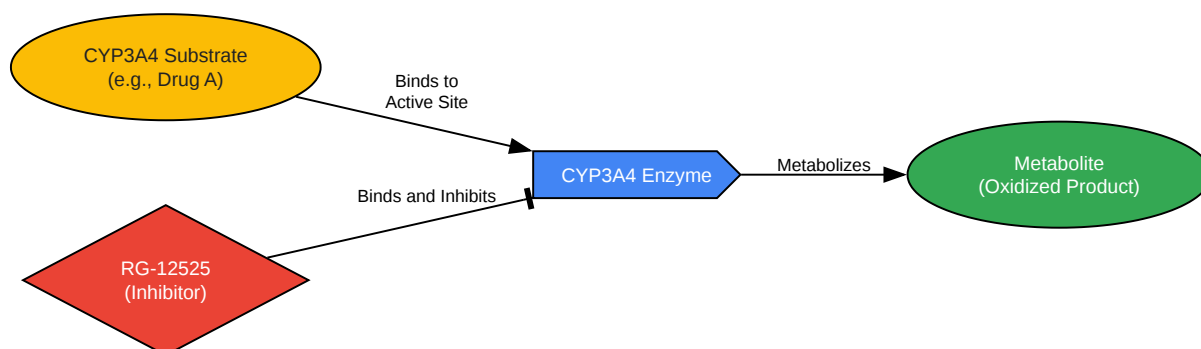 CYP3A4 Substrate
(e.g., Drug A)
Binds to
Active Site
CYP3A4 Enzyme
Metabolizes
Metabolite
(Oxidized Product)
Binds and Inhibits
RG-12525
(Inhibitor)